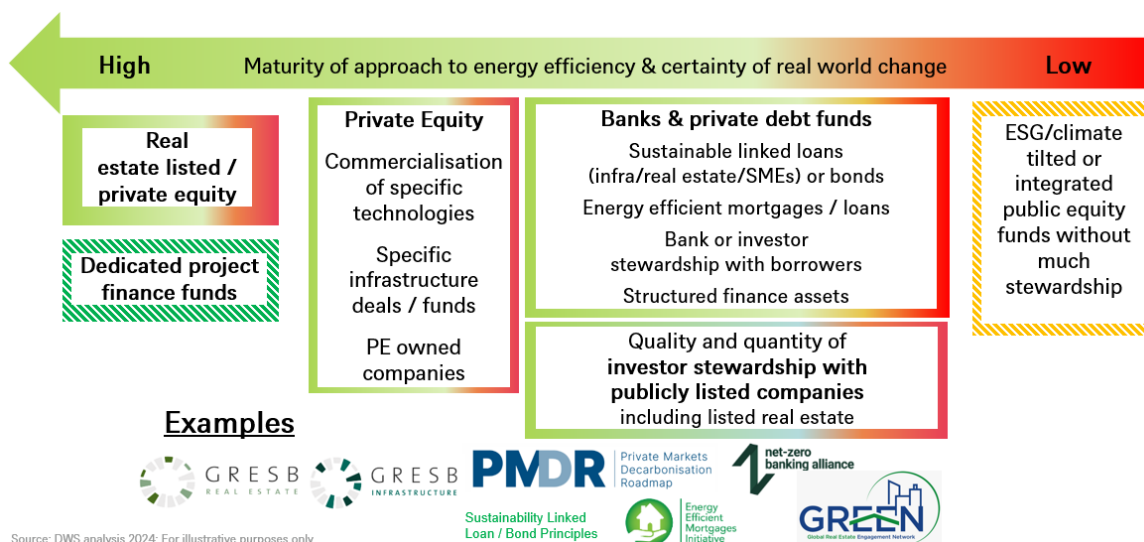 High
Maturity of approach to energy efficiency & certainty of real world change
Low
Real
estate listed /
private equity
Dedicated project
finance funds
Private Equity
Commercialisation
of specific
technologies
Specific
infrastructure
deals / funds
PE owned
companies
Banks & private debt funds
Sustainable linked loans
(infra/real estate/SMEs) or bonds
Energy efficient mortgages / loans
Bank or investor
stewardship with borrowers
Structured finance assets
Quality and quantity of
investor stewardship with
publicly listed companies
including listed real estate
ESG/climate
tilted or
integrated
public equity
funds without
much
stewardship
Examples
GRESB
REAL ESTATE
GRESB
INFRASTRUCTURE
PMDR
Private Markets
Decarbonisation
Roadmap
net-zero
banking alliance
Sustainability Linked
Loan / Bond Principles
Energy
Efficient
Mortgages
Initiative
GREEN
Global Real Estate Engagement Network
Source: DWS analysis 2024; For illustrative purposes only